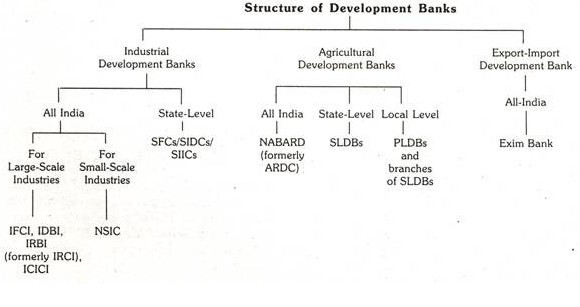 Structure of Development Banks
Industrial
Development Banks
Agricultural
Development Banks
Export-Import
Development Bank
All India
State-Level
All India
State-Level
Local Level
All-India
For
Large-Scale
Industries
For
Small-Scale
Industries
SFCs/SIDCs/
SIICs
NABARD
(formerly
ARDC)
SLDBs
PLDBs
and
branches
of SLDBs
Exim Bank
IFCI, IDBI,
IRBI
(formerly IRCI),
ICICI
NSIC